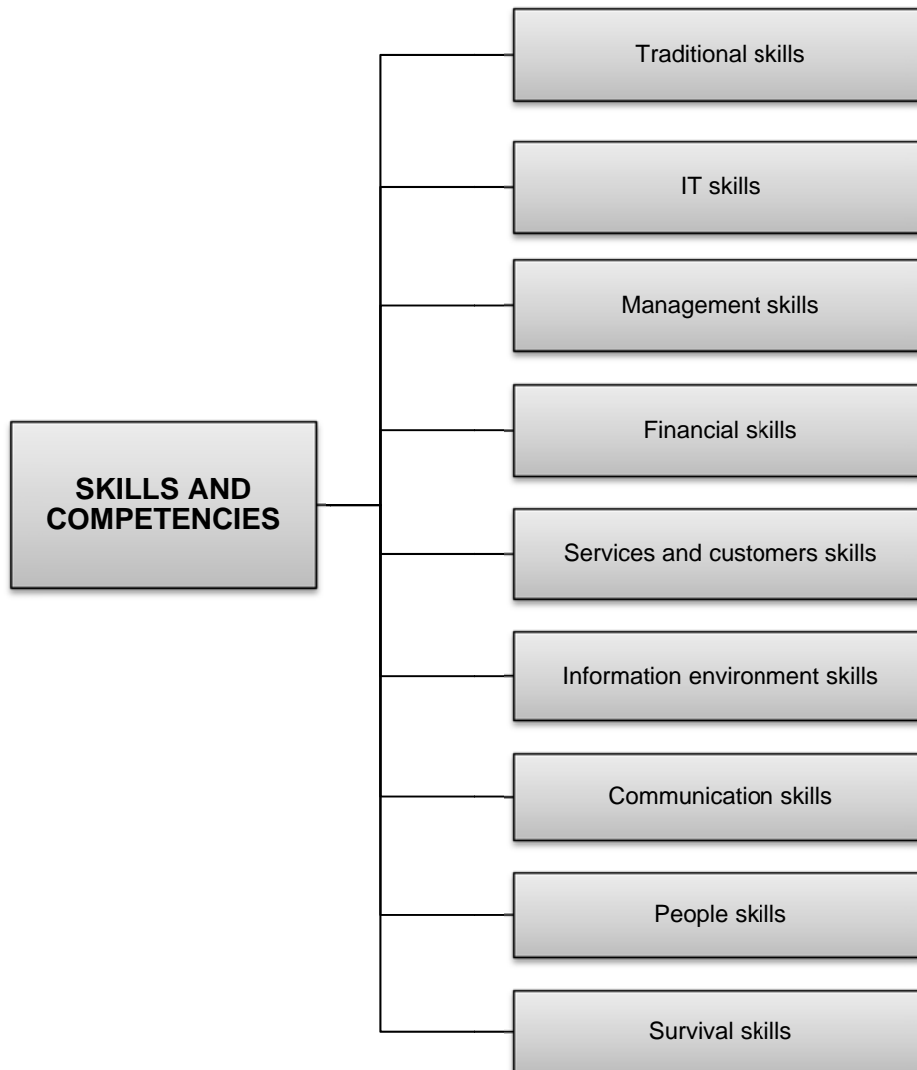 Traditional skills
IT skills
Management skills
Financial skills
SKILLS AND
COMPETENCIES
Services and customers skills
Information environment skills
Communication skills
People skills
Survival skills